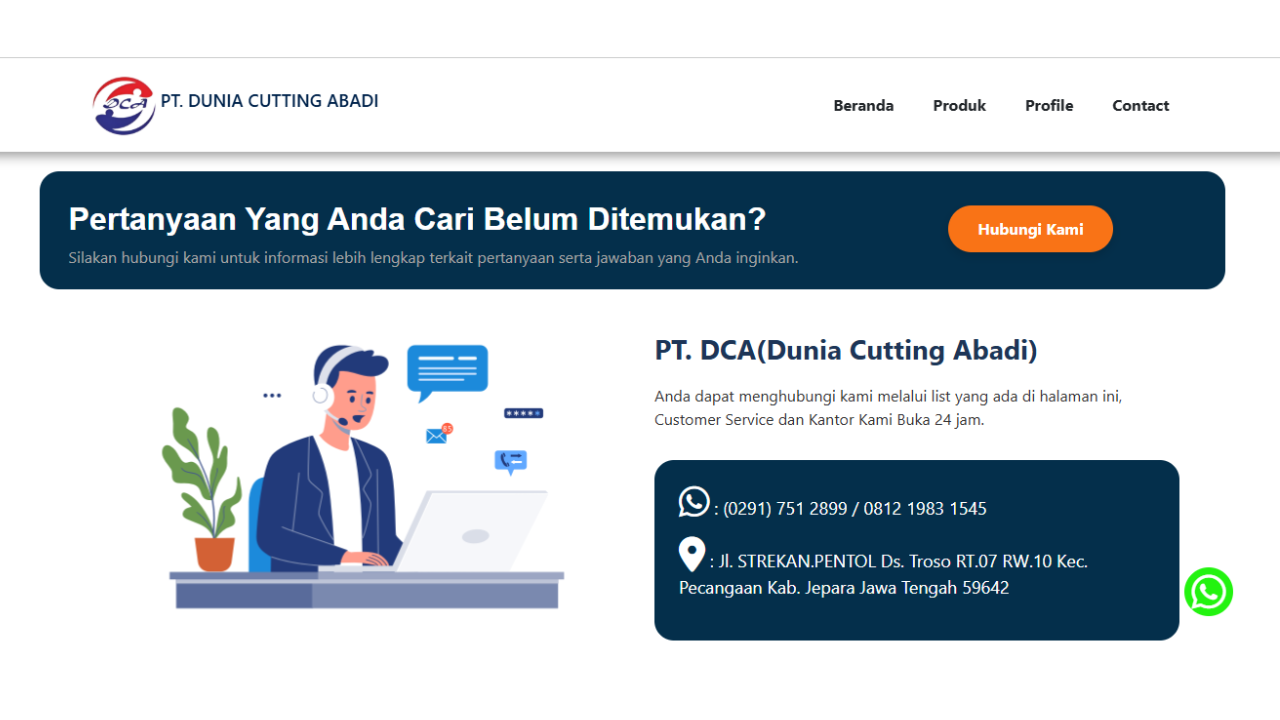 DCA
PT. DUNIA CUTTING ABADI
Beranda
Produk
Profile
Contact
Pertanyaan Yang Anda Cari Belum Ditemukan?
Silakan hubungi kami untuk informasi lebih lengkap terkait pertanyaan serta jawaban yang Anda inginkan.
Hubungi Kami
PT. DCA(Dunia Cutting Abadi)
Anda dapat menghubungi kami melalui list yang ada di halaman ini,
Customer Service dan Kantor Kami Buka 24 jam.
: (0291) 751 2899 / 0812 1983 1545
: Jl. STREKAN.PENTOL Ds. Troso RT.07 RW.10 Kec.
Pecangaan Kab. Jepara Jawa Tengah 59642